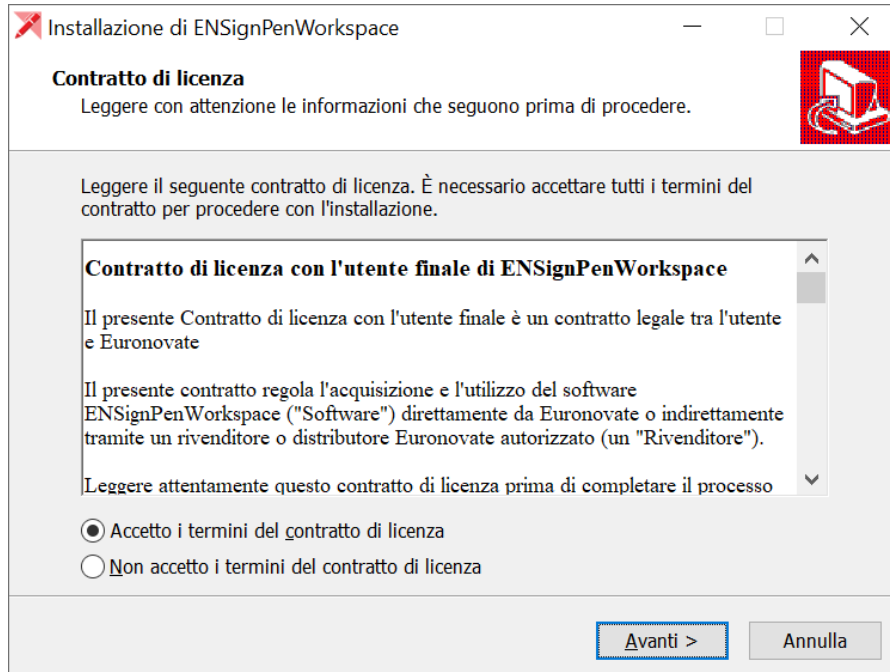 Installazione di ENSignPenWorkspace
Contratto di licenza
Leggere con attenzione le informazioni che seguono prima di procedere.
Leggere il seguente contratto di licenza. È necessario accettare tutti i termini del
contratto per procedere con l'installazione.
Contratto di licenza con l'utente finale di ENSignPenWorkspace
Il presente Contratto di licenza con l'utente finale è un contratto legale tra l'utente
e Euronovate
Il presente contratto regola l'acquisizione e l'utilizzo del software
ENSignPenWorkspace ("Software") direttamente da Euronovate o indirettamente
tramite un rivenditore o distributore Euronovate autorizzato (un "Rivenditore").
Leggere attentamente questo contratto di licenza prima di completare il processo
Accetto i termini del contratto di licenza
Non accetto i termini del contratto di licenza
Avanti >
Annulla